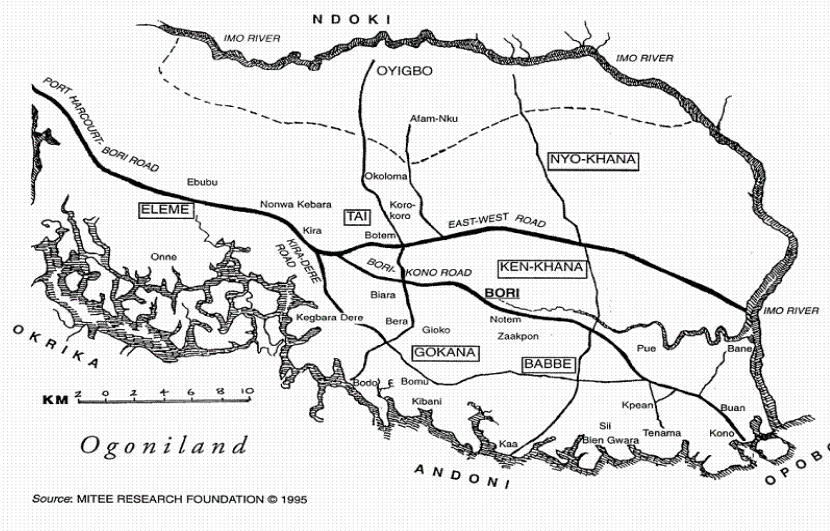 NDOKI
IMO RIVER
IMO RIVER
OYIGBO
PORT HARCOURT-BORI ROAD
Afam-Nku
NYO-KHANA
Ebubu
Okoloma
Nonwa Kebara
Koro-
koro
ELEME
TAI
EAST-WEST ROAD
Kira
Botem
KIRA-DERE
ROAD
Onne
BORI- KONO ROAD
KEN-KHANA
Biara
BORI
IMO RIVER
Kegbara Dere
Bera
Gioko
Notem
Zaakpon
OKRIKA
GOKANA
BABBE
Pue
Bane
Bodo
Bomu
KM 2 0 2 4 6 8 10
Kibani
Kpean
Buan
Sii
Bien Gwara
Tenama
Kono
Ogoniland
Kaa
ANDONI
OPOBO
Source: MITEE RESEARCH FOUNDATION © 1995